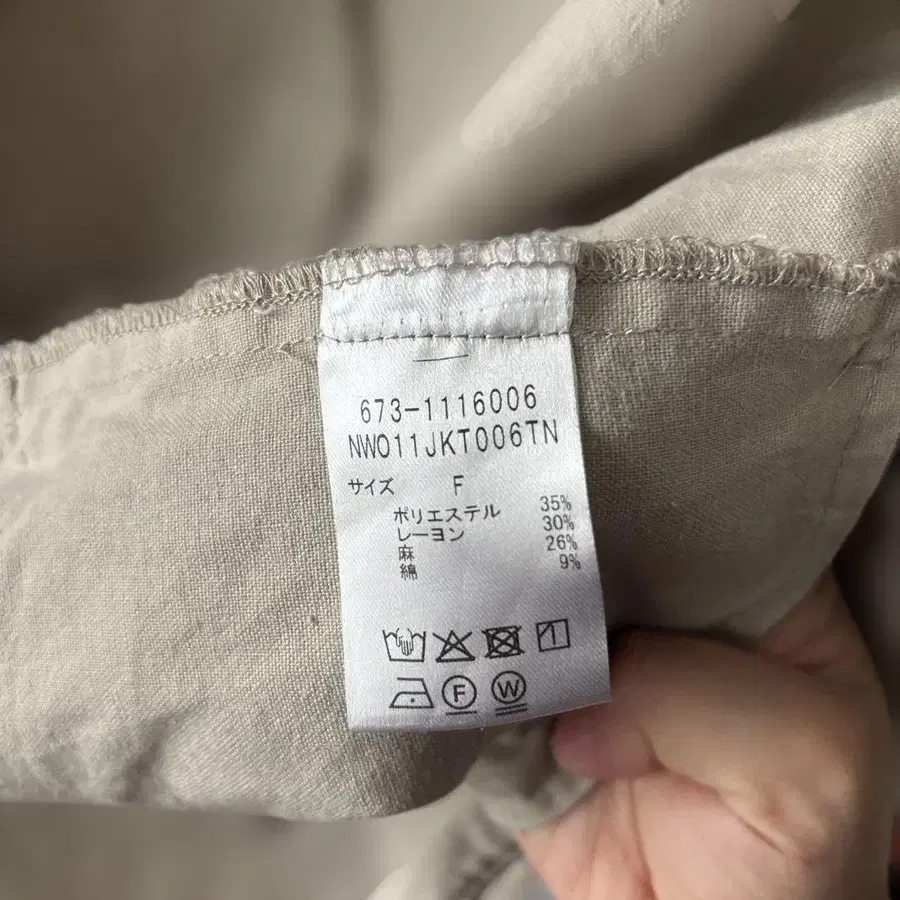 673-1116006
NWO11JKT006TN
サイズ F
ポリエステル 35%
レーヨン 30%
麻 26%
綿 9%
F W